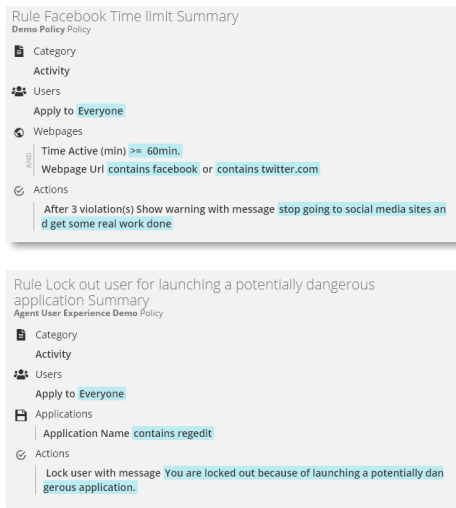 Rule Facebook Time limit Summary
Demo Policy Policy
Category
Activity
Users
Apply to Everyone
Webpages
AND
Time Active (min) >= 60min.
Webpage Url contains facebook or contains twitter.com
Actions
After 3 violation(s) Show warning with message stop going to social media sites an
d get some real work done
Rule Lock out user for launching a potentially dangerous
application Summary
Agent User Experience Demo Policy
Category
Activity
Users
Apply to Everyone
Applications
Application Name contains regedit
Actions
Lock user with message You are locked out because of launching a potentially dan
gerous application.